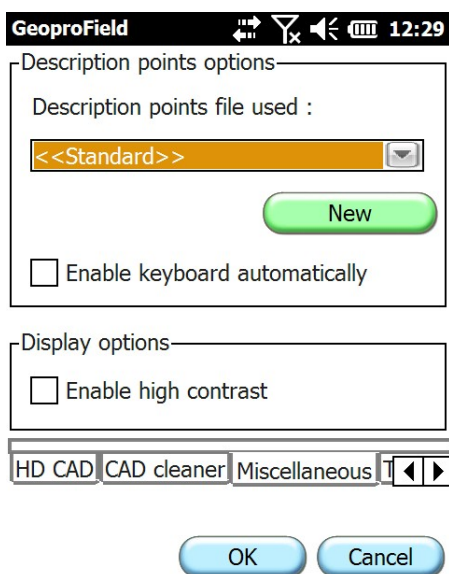 GeoproField 12:29
Description points options
Description points file used :
<<Standard>>
New
Enable keyboard automatically
Display options
Enable high contrast
HD CAD CAD cleaner Miscellaneous T
OK Cancel